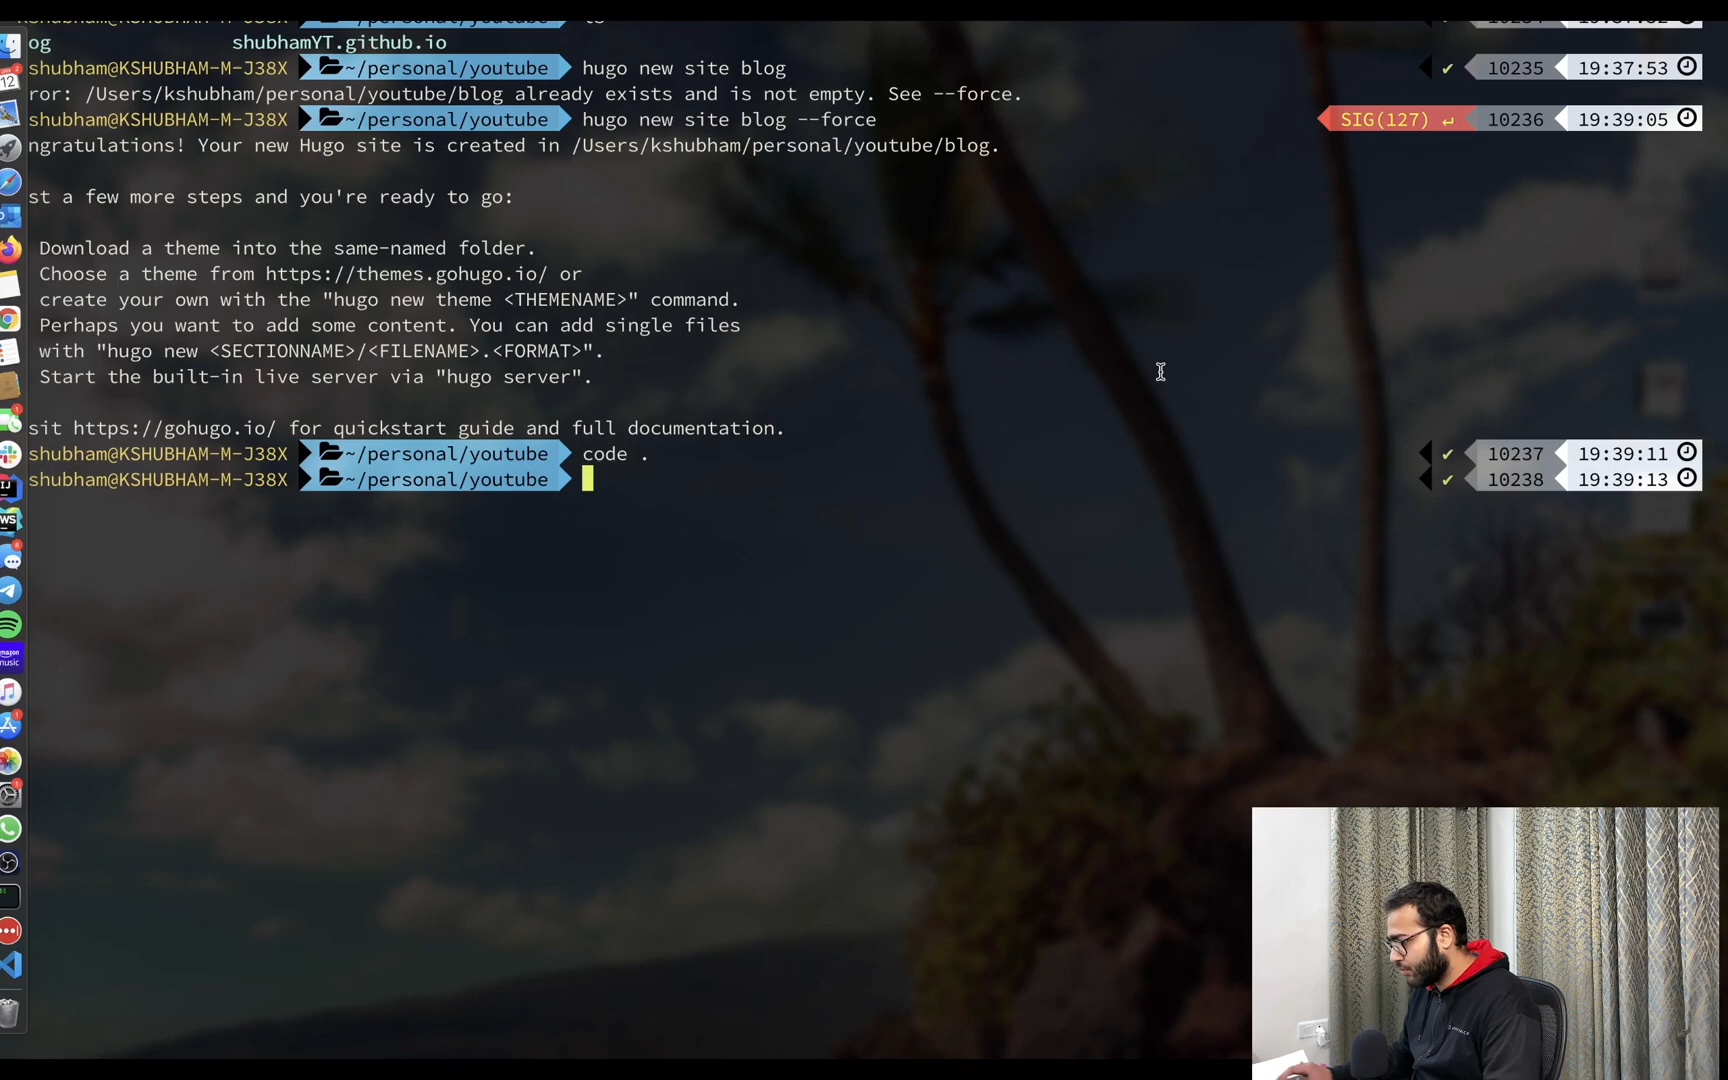 og shubhamYT.github.io
shubham@KSHUBHAM-M-J38X ~/personal/youtube hugo new site blog ✔ 10235 19:37:53
ror: /Users/kshubham/personal/youtube/blog already exists and is not empty. See --force.
shubham@KSHUBHAM-M-J38X ~/personal/youtube hugo new site blog --force SIG(127) ↵ 10236 19:39:05
ngratulations! Your new Hugo site is created in /Users/kshubham/personal/youtube/blog.
st a few more steps and you're ready to go:
Download a theme into the same-named folder.
Choose a theme from https://themes.gohugo.io/ or
create your own with the "hugo new theme <THEMENAME>" command.
Perhaps you want to add some content. You can add single files
with "hugo new <SECTIONNAME>/<FILENAME>.<FORMAT>".
Start the built-in live server via "hugo server".
sit https://gohugo.io/ for quickstart guide and full documentation.
shubham@KSHUBHAM-M-J38X ~/personal/youtube code . ✔ 10237 19:39:11
shubham@KSHUBHAM-M-J38X ~/personal/youtube ✔ 10238 19:39:13
JAN
12
IJ
WS
amazon
music